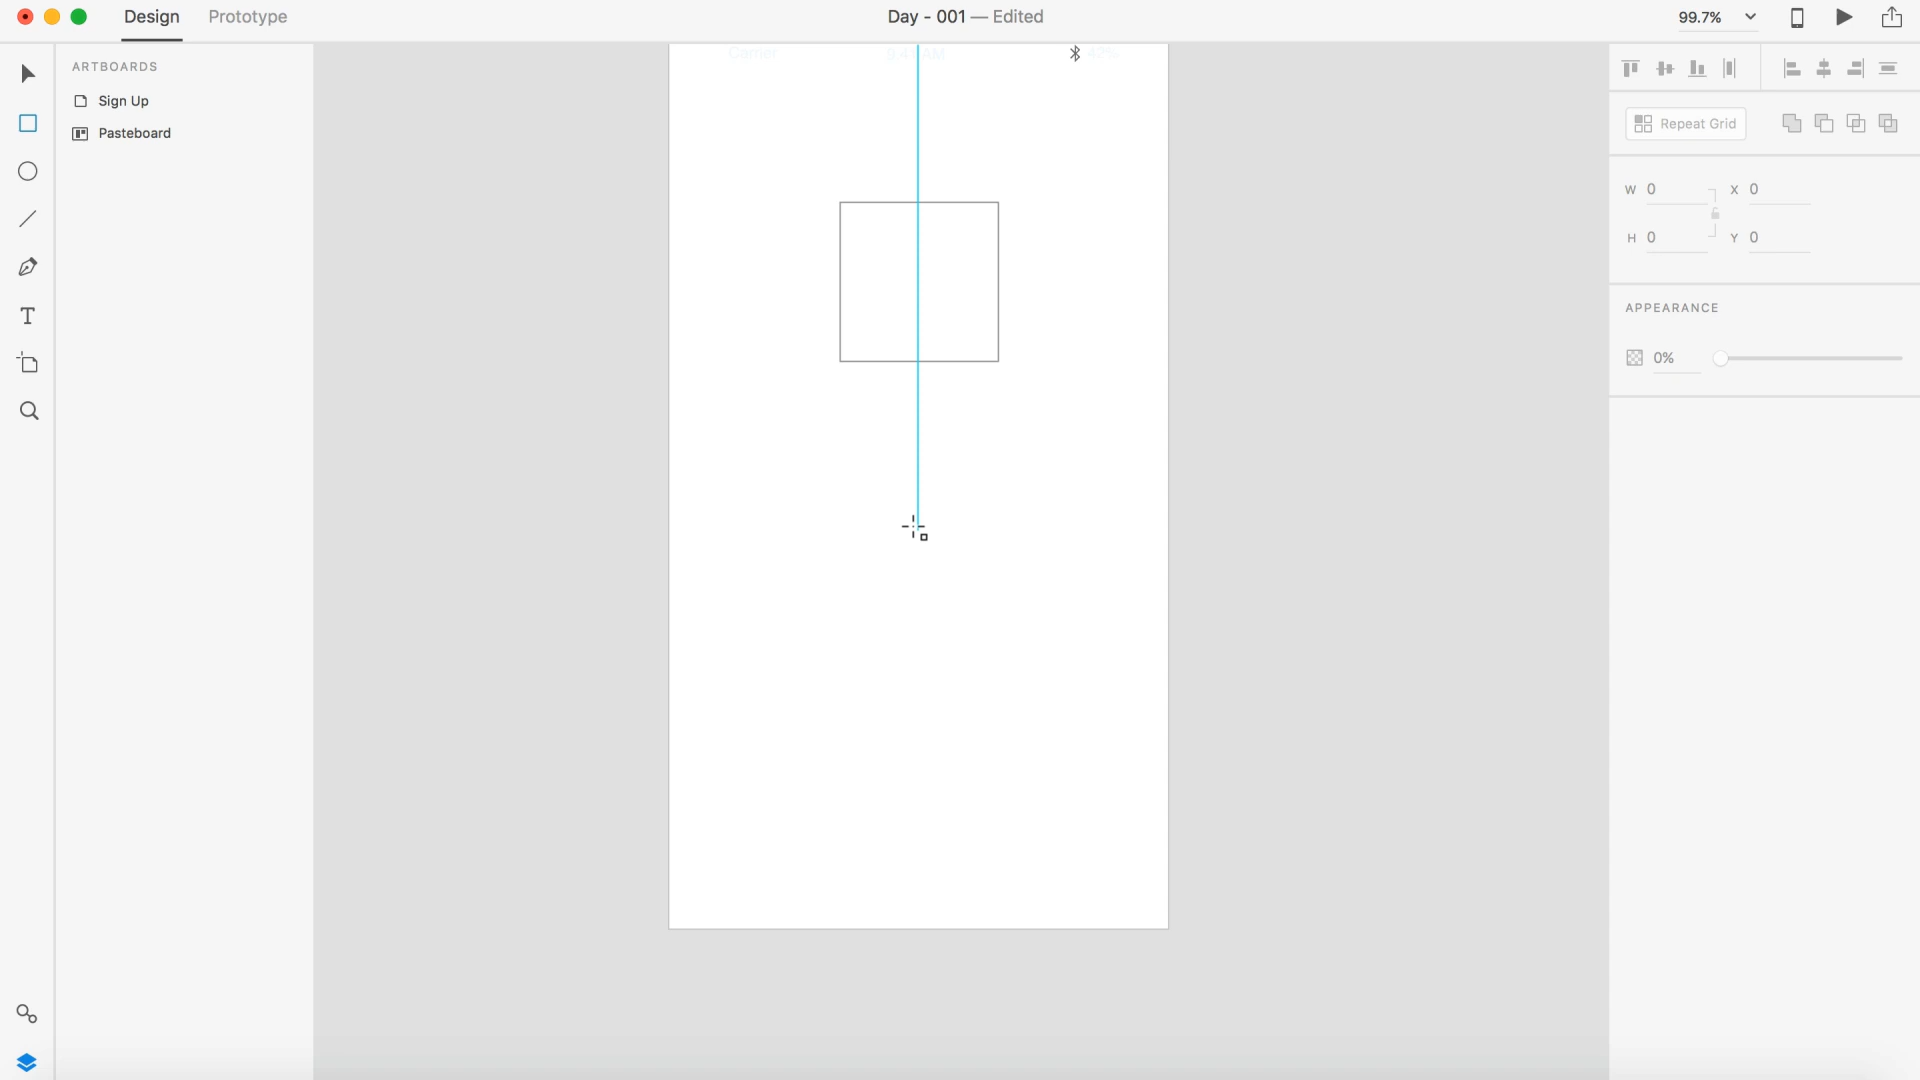 Design Prototype Day - 001 — Edited 99.7%
ARTBOARDS
Sign Up
Pasteboard
Carrier
Repeat Grid
W 0 X 0
H 0 Y 0
APPEARANCE
0%